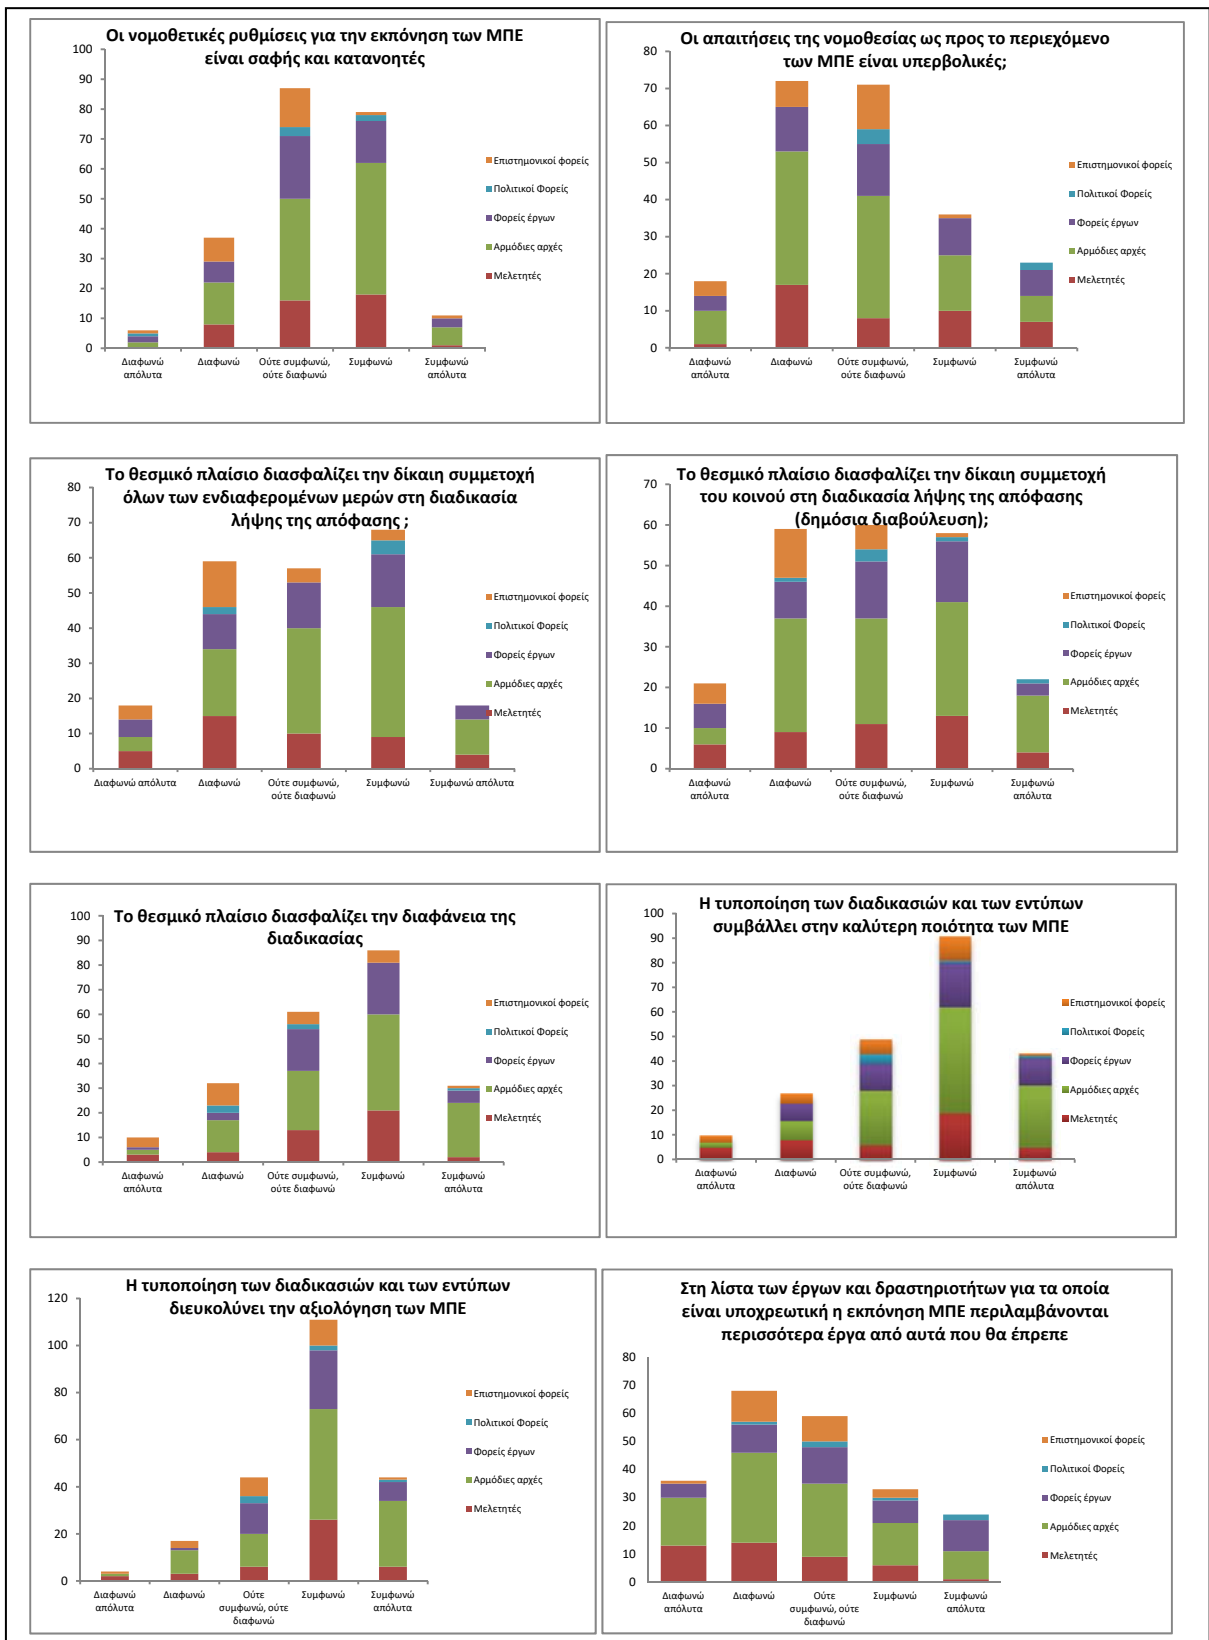 Οι νομοθετικές ρυθμίσεις για την εκπόνηση των ΜΠΕ
είναι σαφής και κατανοητές
100
90
80
70
60
50
40
30
20
10
0
Διαφωνώ
απόλυτα
Διαφωνώ
Ούτε συμφωνώ,
ούτε διαφωνώ
Συμφωνώ
Συμφωνώ
απόλυτα
Επιστημονικοί φορείς
Πολιτικοί Φορείς
Φορείς έργων
Αρμόδιες αρχές
Μελετητές
Οι απαιτήσεις της νομοθεσίας ως προς το περιεχόμενο
των ΜΠΕ είναι υπερβολικές;
80
70
60
50
40
30
20
10
0
Διαφωνώ
απόλυτα
Διαφωνώ
Ούτε συμφωνώ,
ούτε διαφωνώ
Συμφωνώ
Συμφωνώ
απόλυτα
Επιστημονικοί φορείς
Πολιτικοί Φορείς
Φορείς έργων
Αρμόδιες αρχές
Μελετητές
Το θεσμικό πλαίσιο διασφαλίζει την δίκαιη συμμετοχή
όλων των ενδιαφερομένων μερών στη διαδικασία
λήψης της απόφασης ;
80
70
60
50
40
30
20
10
0
Διαφωνώ απόλυτα
Διαφωνώ
Ούτε συμφωνώ,
ούτε διαφωνώ
Συμφωνώ
Συμφωνώ απόλυτα
Επιστημονικοί φορείς
Πολιτικοί Φορείς
Φορείς έργων
Αρμόδιες αρχές
Μελετητές
Το θεσμικό πλαίσιο διασφαλίζει την δίκαιη συμμετοχή
του κοινού στη διαδικασία λήψης της απόφασης
(δημόσια διαβούλευση);
70
60
50
40
30
20
10
0
Διαφωνώ
απόλυτα
Διαφωνώ
Ούτε συμφωνώ,
ούτε διαφωνώ
Συμφωνώ
Συμφωνώ
απόλυτα
Επιστημονικοί φορείς
Πολιτικοί Φορείς
Φορείς έργων
Αρμόδιες αρχές
Μελετητές
Το θεσμικό πλαίσιο διασφαλίζει την διαφάνεια της
διαδικασίας
100
90
80
70
60
50
40
30
20
10
0
Διαφωνώ
απόλυτα
Διαφωνώ
Ούτε συμφωνώ,
ούτε διαφωνώ
Συμφωνώ
Συμφωνώ
απόλυτα
Επιστημονικοί φορείς
Πολιτικοί Φορείς
Φορείς έργων
Αρμόδιες αρχές
Μελετητές
Η τυποποίηση των διαδικασιών και των εντύπων
συμβάλλει στην καλύτερη ποιότητα των ΜΠΕ
100
90
80
70
60
50
40
30
20
10
0
Διαφωνώ
απόλυτα
Διαφωνώ
Ούτε συμφωνώ,
ούτε διαφωνώ
Συμφωνώ
Συμφωνώ
απόλυτα
Επιστημονικοί φορείς
Πολιτικοί Φορείς
Φορείς έργων
Αρμόδιες αρχές
Μελετητές
Η τυποποίηση των διαδικασιών και των εντύπων
διευκολύνει την αξιολόγηση των ΜΠΕ
120
100
80
60
40
20
0
Διαφωνώ
απόλυτα
Διαφωνώ
Ούτε
συμφωνώ, ούτε
διαφωνώ
Συμφωνώ
Συμφωνώ
απόλυτα
Επιστημονικοί φορείς
Πολιτικοί Φορείς
Φορείς έργων
Αρμόδιες αρχές
Μελετητές
Στη λίστα των έργων και δραστηριοτήτων για τα οποία
είναι υποχρεωτική η εκπόνηση ΜΠΕ περιλαμβάνονται
περισσότερα έργα από αυτά που θα έπρεπε
80
70
60
50
40
30
20
10
0
Διαφωνώ
απόλυτα
Διαφωνώ
Ούτε
συμφωνώ, ούτε
διαφωνώ
Συμφωνώ
Συμφωνώ
απόλυτα
Επιστημονικοί φορείς
Πολιτικοί Φορείς
Φορείς έργων
Αρμόδιες αρχές
Μελετητές